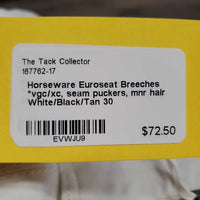 The Tack Collector
167762-17
Horseware Euroseat Breeches
*vgc/xc, seam puckers, mnr hair
White/Black/Tan 30
EVWJU9
$72.50